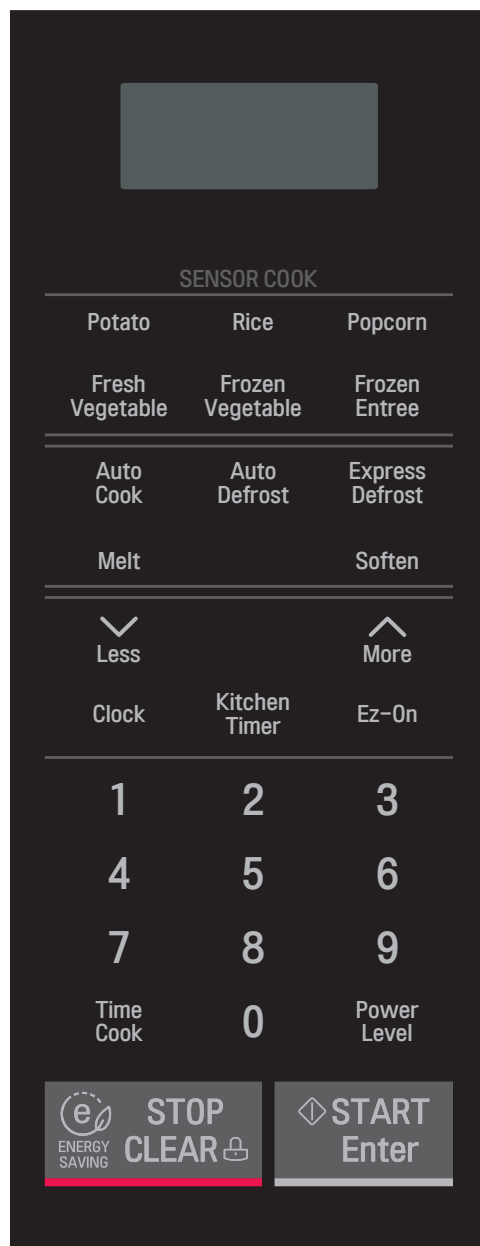 SENSOR COOK
Potato Rice Popcorn
Fresh Vegetable Frozen Vegetable Frozen Entree
Auto Cook Auto Defrost Express Defrost
Melt Soften
Less More
Clock Kitchen Timer Ez-On
1 2 3
4 5 6
7 8 9
Time Cook 0 Power Level
e ENERGY SAVING STOP CLEAR START Enter